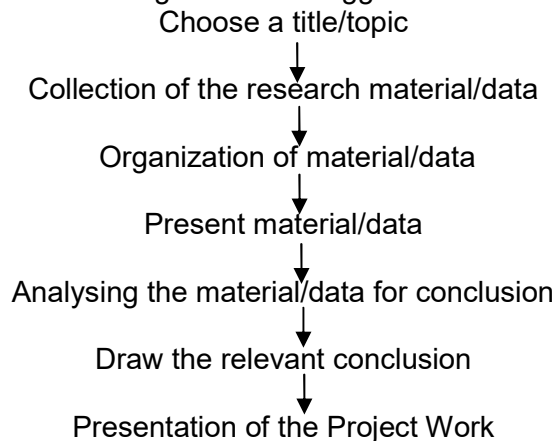 Choose a title/topic
Collection of the research material/data
Organization of material/data
Present material/data
Analysing the material/data for conclusion
Draw the relevant conclusion
Presentation of the Project Work